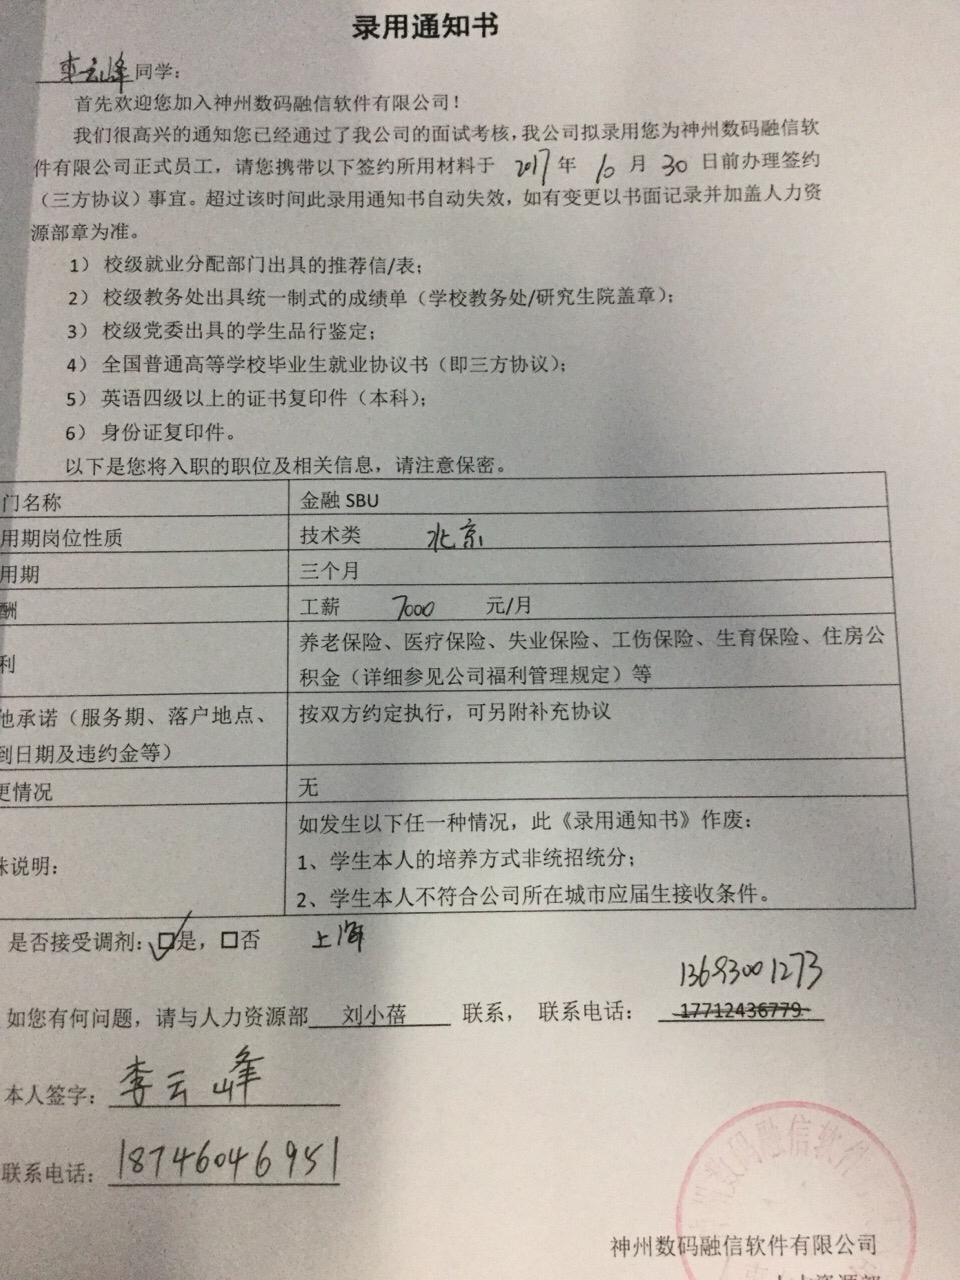 录用通知书
李云峰同学：
首先欢迎您加入神州数码融信软件有限公司！
我们很高兴的通知您已经通过了我公司的面试考核，我公司拟录用您为神州数码融信软
件有限公司正式员工，请您携带以下签约所用材料于 2017 年 10 月 30 日前办理签约
（三方协议）事宜。超过该时间此录用通知书自动失效，如有变更以书面记录并加盖人力资
源部章为准。
1） 校级就业分配部门出具的推荐信/表；
2） 校级教务处出具统一制式的成绩单（学校教务处/研究生院盖章）；
3） 校级党委出具的学生品行鉴定；
4） 全国普通高等学校毕业生就业协议书（即三方协议）；
5） 英语四级以上的证书复印件（本科）；
6） 身份证复印件。
以下是您将入职的职位及相关信息，请注意保密。
门名称 金融 SBU
用期岗位性质 技术类 北京
用期 三个月
酬 工薪 7000 元/月
利 养老保险、医疗保险、失业保险、工伤保险、生育保险、住房公
积金（详细参见公司福利管理规定）等
他承诺（服务期、落户地点、 按双方约定执行，可另附补充协议
到日期及违约金等）
更情况 无
如发生以下任一种情况，此《录用通知书》作废：
殊说明： 1、学生本人的培养方式非统招统分；
2、学生本人不符合公司所在城市应届生接收条件。
是否接受调剂：☑是，□否 上海
13693001273
如您有何问题，请与人力资源部 刘小蓓 联系， 联系电话： 17712436779
本人签字： 李云峰
联系电话： 18746046951
数码融信软件
神州数码融信软件有限公司
人力资源部